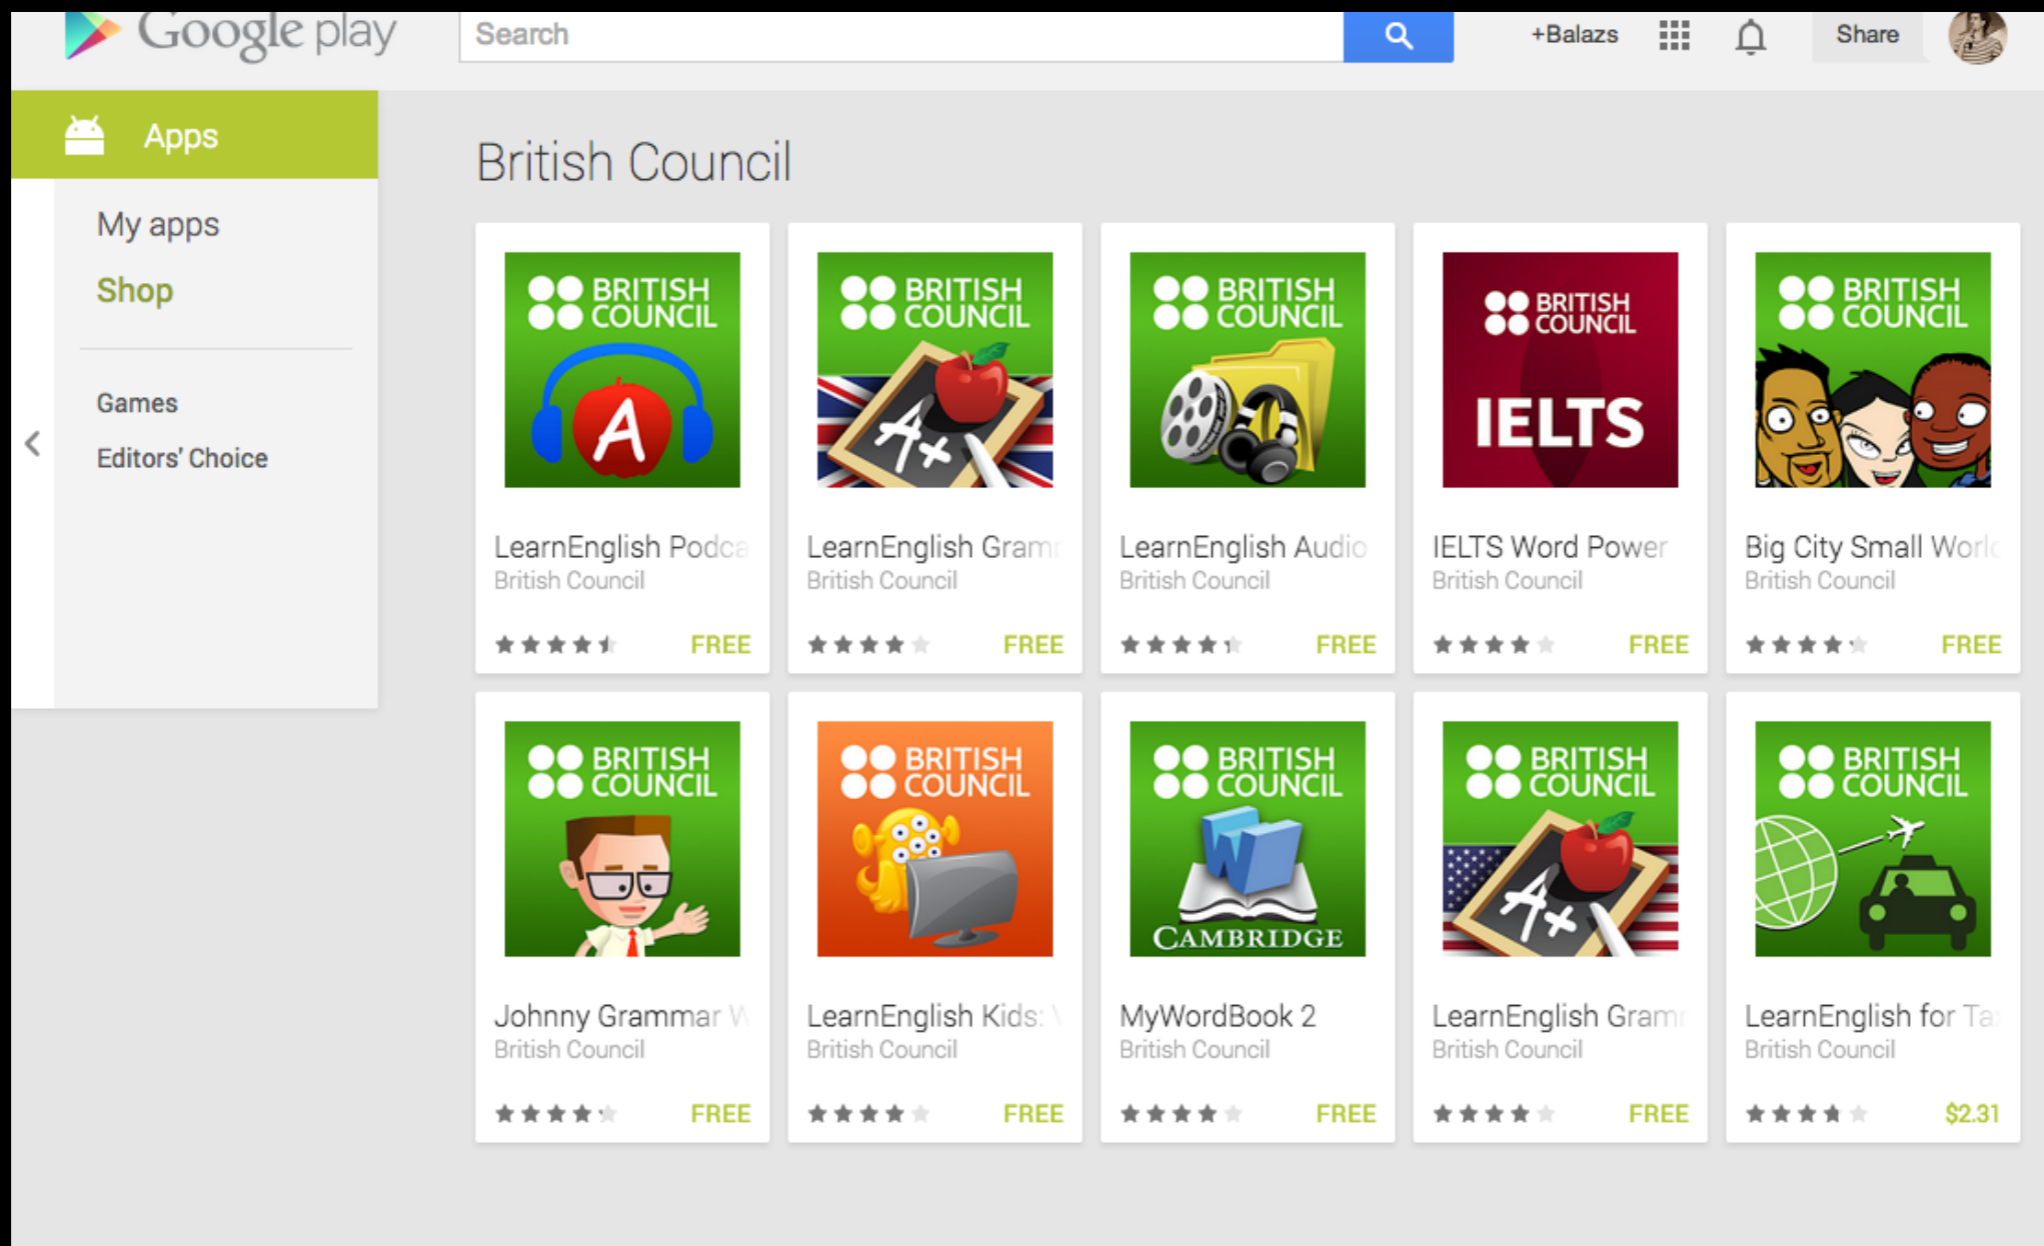 Google play
Search
+Balazs
Share
Apps
My apps
Shop
Games
Editors' Choice
British Council
BRITISH
COUNCIL
A
LearnEnglish Podca
British Council
FREE
BRITISH
COUNCIL
A+
LearnEnglish Gram
British Council
FREE
BRITISH
COUNCIL
LearnEnglish Audio
British Council
FREE
BRITISH
COUNCIL
IELTS
IELTS Word Power
British Council
FREE
BRITISH
COUNCIL
Big City Small World
British Council
FREE
BRITISH
COUNCIL
Johnny Grammar W
British Council
FREE
BRITISH
COUNCIL
LearnEnglish Kids: V
British Council
FREE
BRITISH
COUNCIL
W
CAMBRIDGE
MyWordBook 2
British Council
FREE
BRITISH
COUNCIL
A+
LearnEnglish Gram
British Council
FREE
BRITISH
COUNCIL
LearnEnglish for Ta
British Council
$2.31